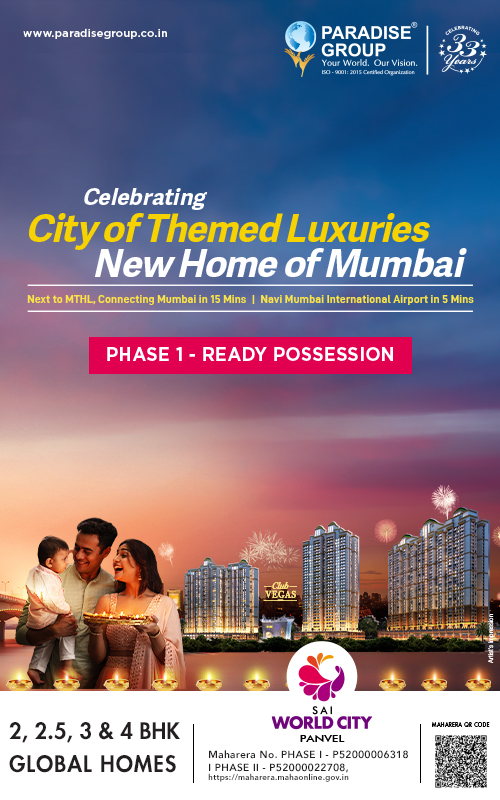 www.paradisegroup.co.in
PARADISE®
GROUP
Your World. Our Vision.
ISO - 9001: 2015 Certified Organization
CELEBRATING
33
Years
Celebrating
City of Themed Luxuries
New Home of Mumbai
Next to MTHL, Connecting Mumbai in 15 Mins | Navi Mumbai International Airport in 5 Mins
PHASE 1 - READY POSSESSION
Club
VEGAS
Artist's Impression
SAI
WORLD CITY
PANVEL
2, 2.5, 3 & 4 BHK
GLOBAL HOMES
Maharera No. PHASE I - P52000006318
I PHASE II - P52000022708,
https://maharera.mahaonline.gov.in
MAHARERA QR CODE